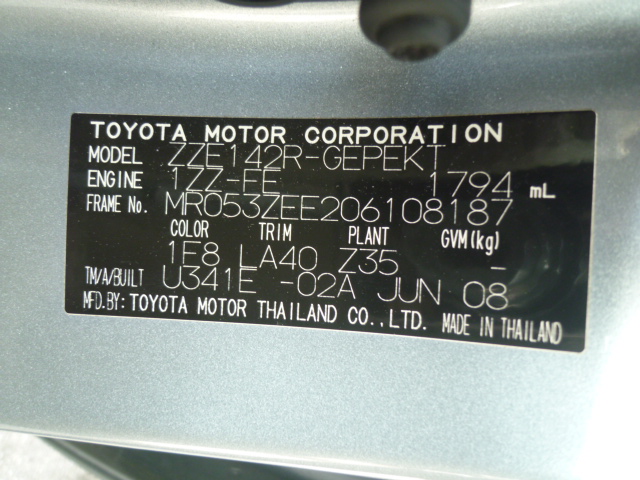 TOYOTA MOTOR CORPORATION
MODEL ZZE142R-GEPEKT
ENGINE 1ZZ-FE 1794 mL
FRAME No. MR053ZEE206108187
COLOR TRIM PLANT GVM(kg)
1F8 LA40 Z35 -
TM/A/BUILT U341E -02A JUN 08
MFD.BY: TOYOTA MOTOR THAILAND CO., LTD. MADE IN THAILAND